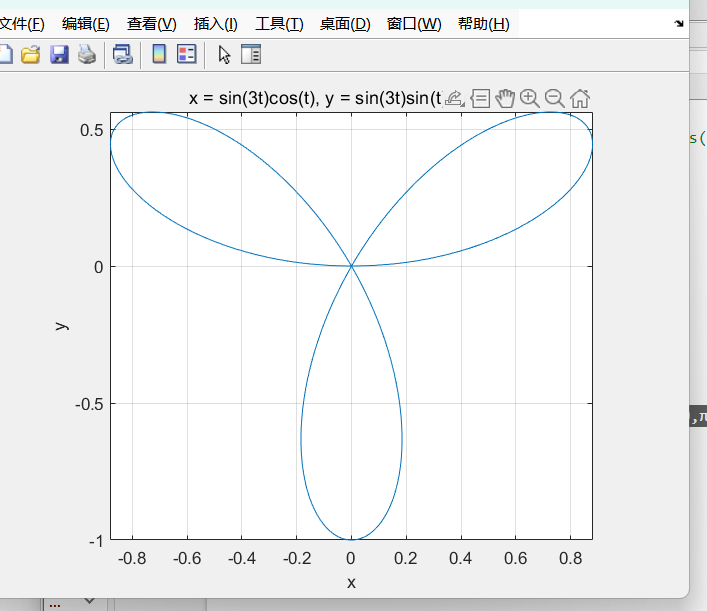 文件(F) 编辑(E) 查看(V) 插入(I) 工具(T) 桌面(D) 窗口(W) 帮助(H)
x = sin(3t)cos(t), y = sin(3t)sin(t
s(
0.5
0
y
-0.5
,π
-1
-0.8 -0.6 -0.4 -0.2 0 0.2 0.4 0.6 0.8
x
...